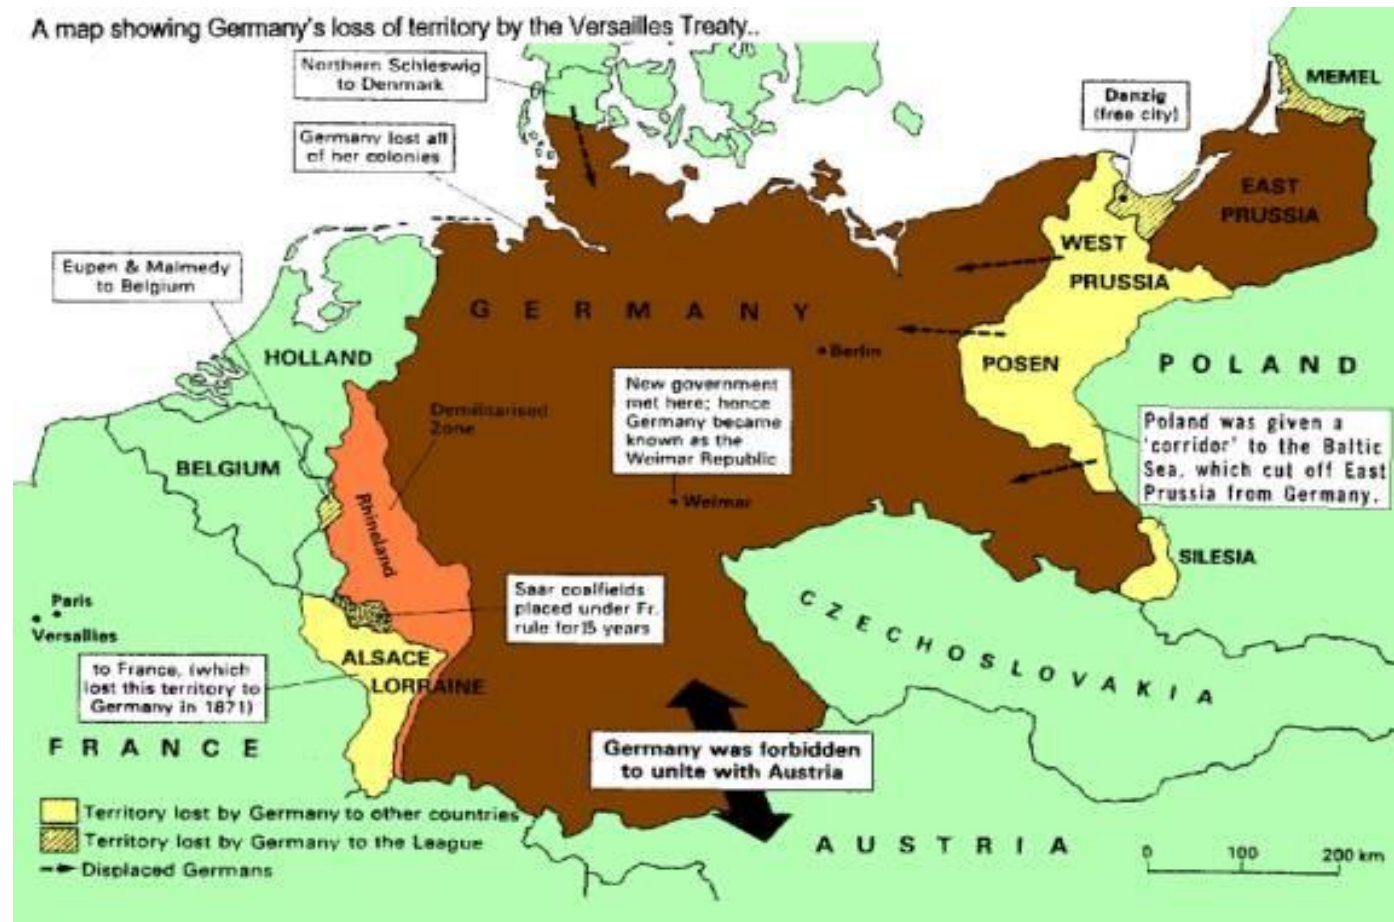 A map showing Germany's loss of territory by the Versailles Treaty..
Northern Schleswig
to Denmark
Germany lost all
of her colonies
Danzig
(free city)
MEMEL
EAST
PRUSSIA
WEST
PRUSSIA
Eupen & Malmedy
to Belgium
GERMANY
HOLLAND
Berlin
POSEN
POLAND
New government
met here; hence
Germany became
known as the
Weimar Republic
Demilitarised
Zone
Poland was given a
'corridor' to the Baltic
Sea, which cut off East
Prussia from Germany.
BELGIUM
Weimar
Rhineland
SILESIA
Saar coalfields
placed under Fr.
rule for 15 years
Paris
Versailles
CZECHOSLOVAKIA
ALSACE
LORRAINE
to France, (which
lost this territory to
Germany in 1871)
FRANCE
Germany was forbidden
to unite with Austria
AUSTRIA
Territory lost by Germany to other countries
Territory lost by Germany to the League
Displaced Germans
0 100 200 km